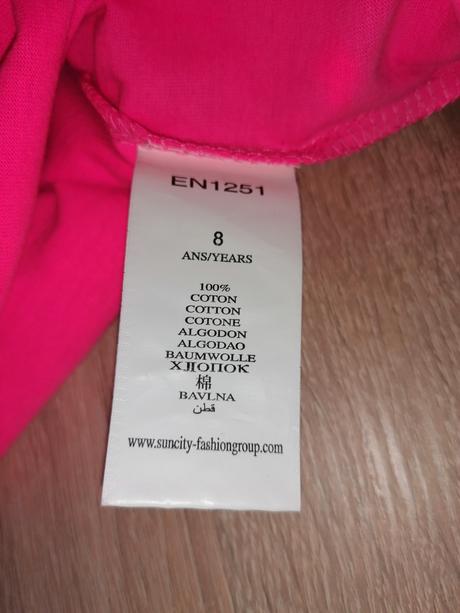 EN1251
8
ANS/YEARS
100%
COTON
COTTON
COTONE
ALGODON
ALGODAO
BAUMWOLLE
ХЛОПОК
棉
BAVLNA
قطن
www.suncity-fashiongroup.com